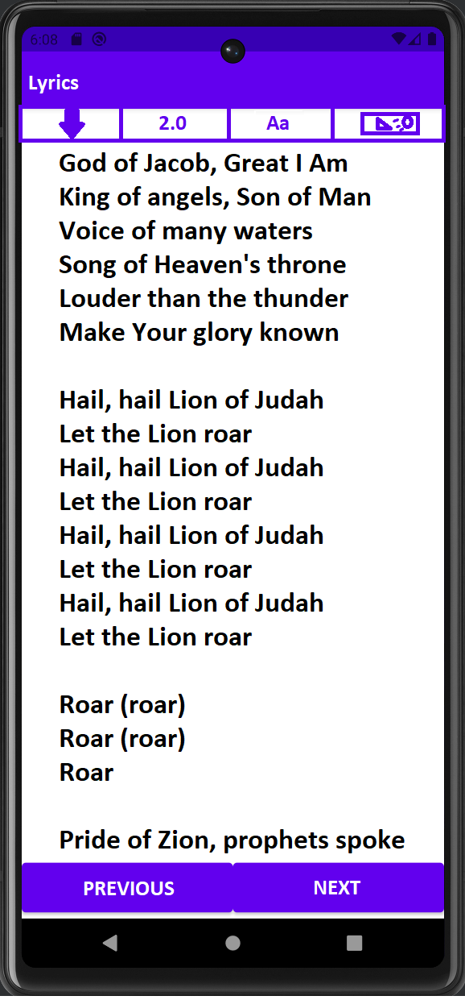 6:08
Lyrics
2.0
Aa
God of Jacob, Great I Am
King of angels, Son of Man
Voice of many waters
Song of Heaven's throne
Louder than the thunder
Make Your glory known
Hail, hail Lion of Judah
Let the Lion roar
Hail, hail Lion of Judah
Let the Lion roar
Hail, hail Lion of Judah
Let the Lion roar
Hail, hail Lion of Judah
Let the Lion roar
Roar (roar)
Roar (roar)
Roar
Pride of Zion, prophets spoke
PREVIOUS
NEXT